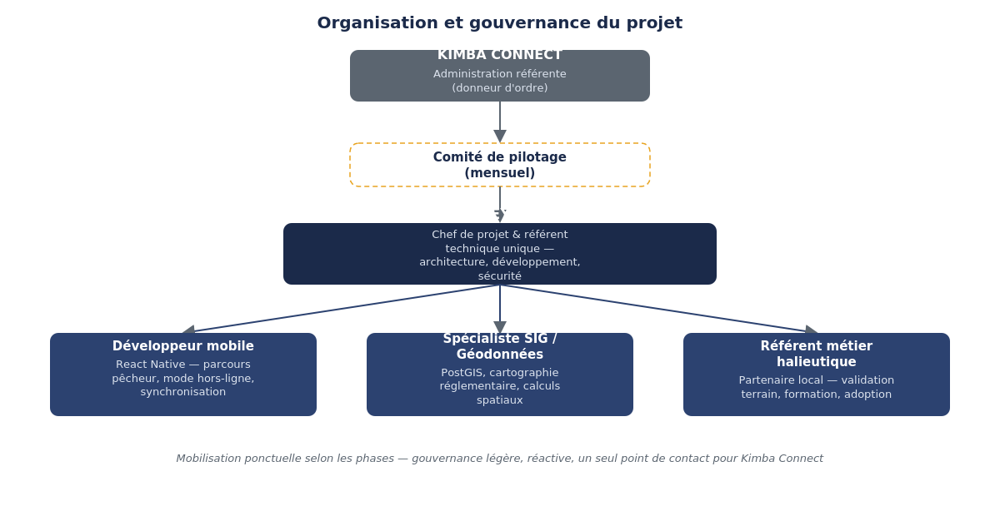 Organisation et gouvernance du projet
KIMBA CONNECT
Administration référente
(donneur d'ordre)
Comité de pilotage
(mensuel)
Chef de projet & référent
technique unique —
architecture, développement,
sécurité
Développeur mobile
React Native — parcours
pêcheur, mode hors-ligne,
synchronisation
Spécialiste SIG /
Géodonnées
PostGIS, cartographie
réglementaire, calculs
spatiaux
Référent métier
halieutique
Partenaire local — validation
terrain, formation, adoption
Mobilisation ponctuelle selon les phases — gouvernance légère, réactive, un seul point de contact pour Kimba Connect